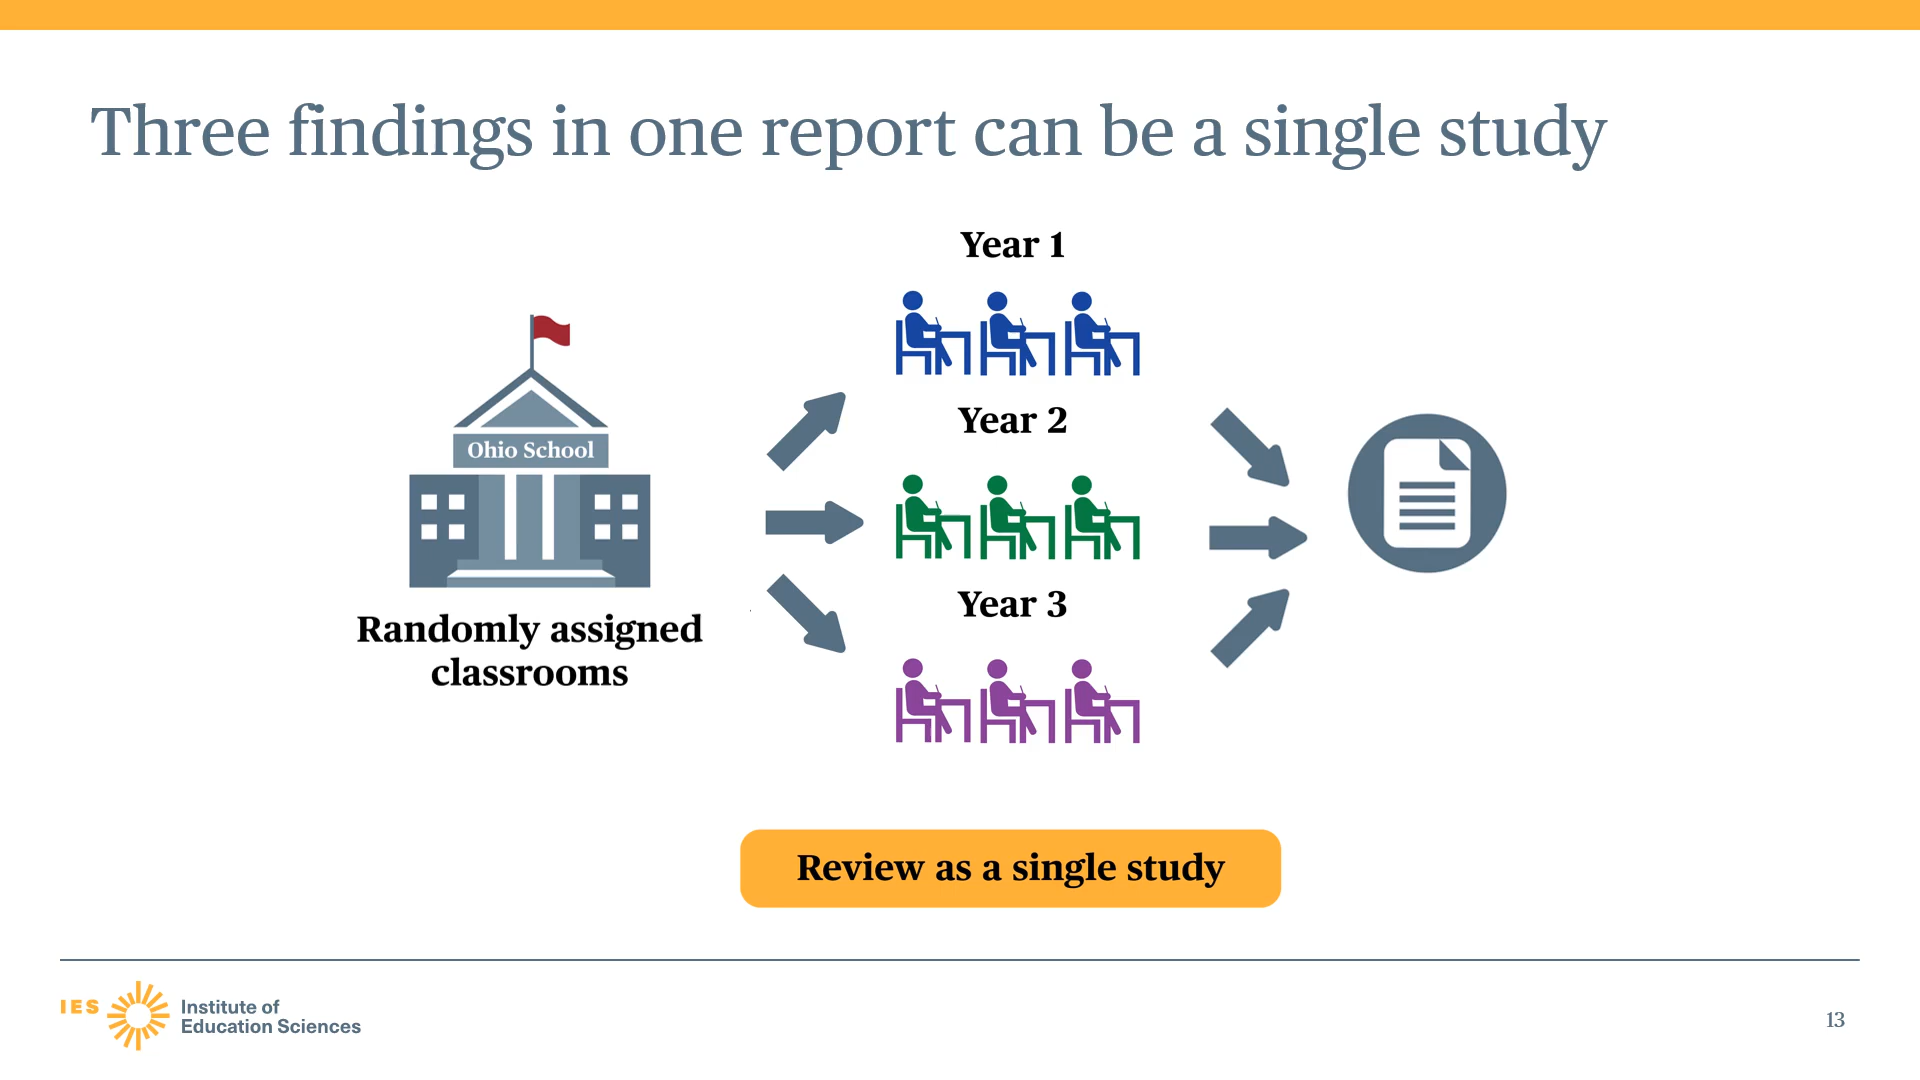 Three findings in one report can be a single study
Year 1
Year 2
Ohio School
Year 3
Randomly assigned
classrooms
Review as a single study
IES
Institute of
Education Sciences
13